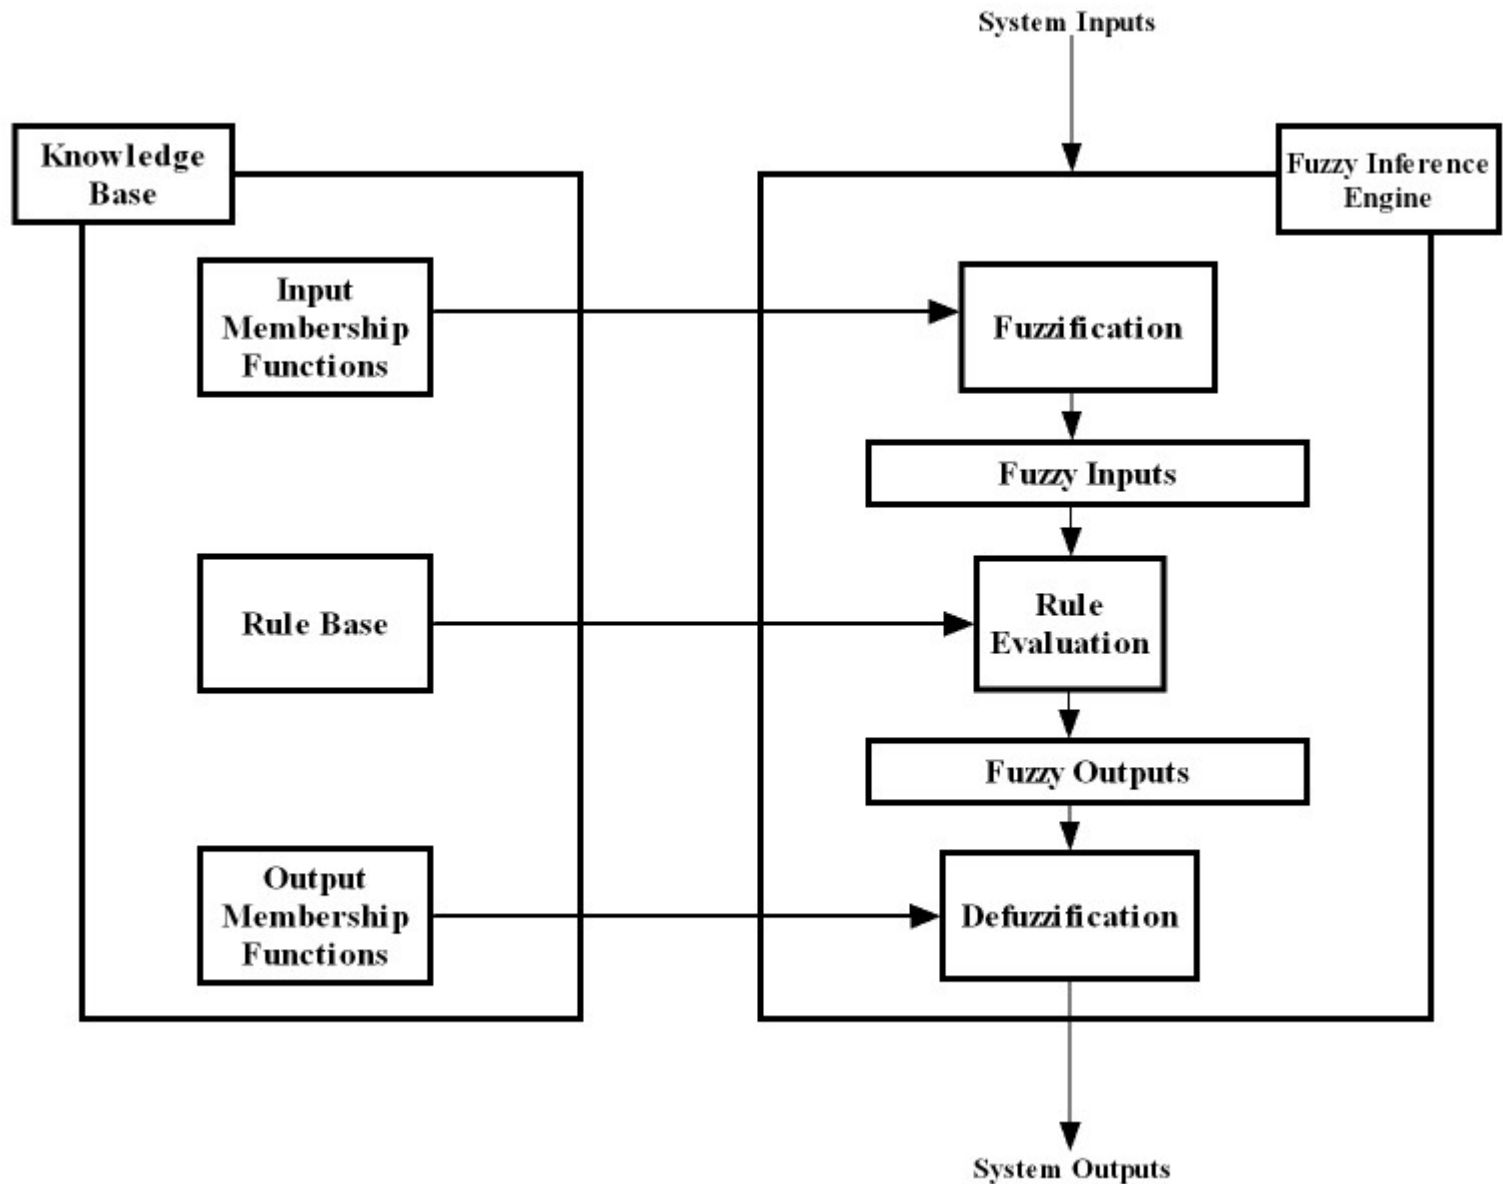 System Inputs
Knowledge
Base
Fuzzy Inference
Engine
Input
Membership
Functions
Fuzzification
Fuzzy Inputs
Rule Base
Rule
Evaluation
Fuzzy Outputs
Output
Membership
Functions
Defuzzification
System Outputs